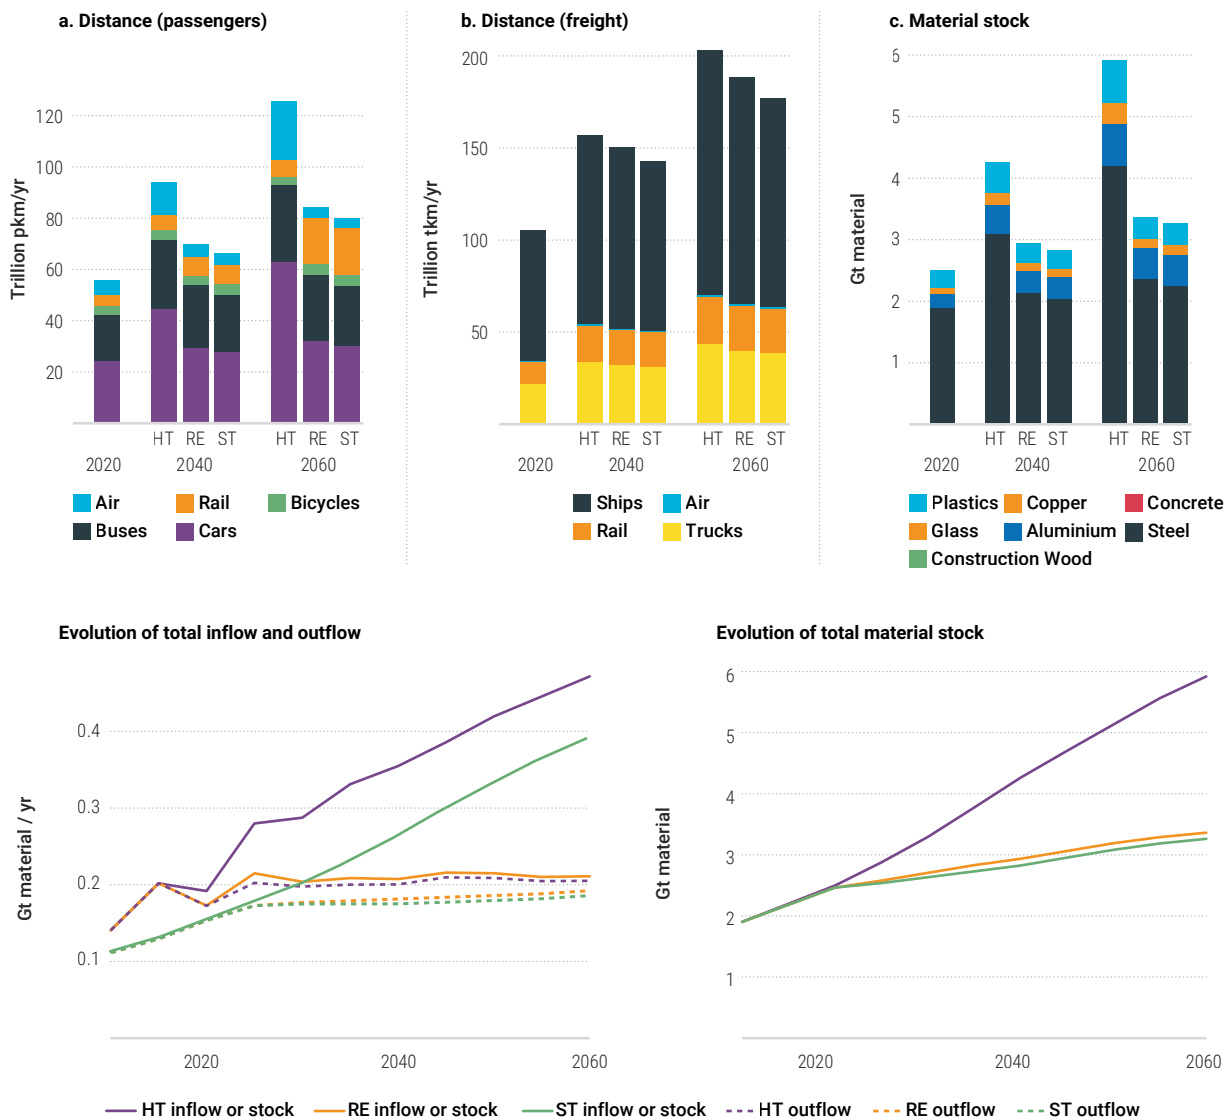 a. Distance (passengers)
Trillion pkm/yr
120
100
80
60
40
20
HT RE ST HT RE ST
2020 2040 2060
Air Rail Bicycles
Buses Cars
b. Distance (freight)
Trillion tkm/yr
200
150
100
50
HT RE ST HT RE ST
2020 2040 2060
Ships Air
Rail Trucks
c. Material stock
Gt material
6
5
4
3
2
1
HT RE ST HT RE ST
2020 2040 2060
Plastics Copper Concrete
Glass Aluminium Steel
Construction Wood
Evolution of total inflow and outflow
Gt material / yr
0.4
0.3
0.2
0.1
2020 2040 2060
Evolution of total material stock
Gt material
6
5
4
3
2
1
2020 2040 2060
HT inflow or stock RE inflow or stock ST inflow or stock HT outflow RE outflow ST outflow